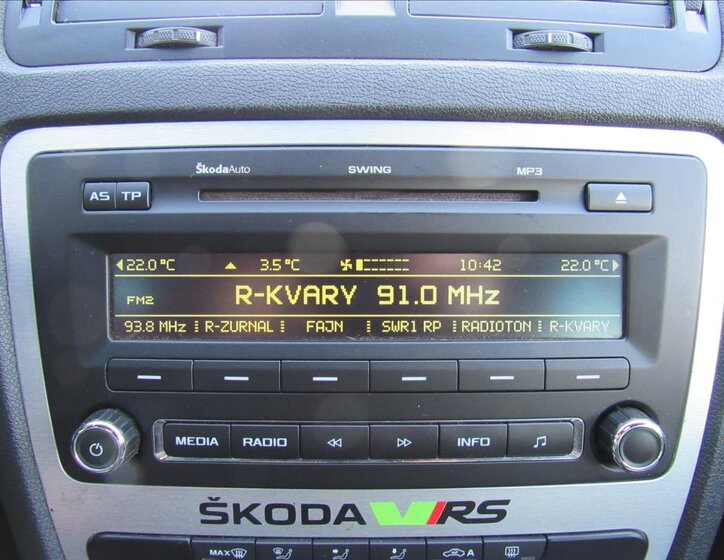 ŠkodaAuto SWING MP3
AS TP
22.0°C 3.5°C 10:42 22.0°C
FM2 R-KVARY 91.0 MHz
93.8 MHz R-ZURNAL FAJN SWR1 RP RADIOTON R-KVARY
MEDIA RADIO INFO
ŠKODA VRS
MAX